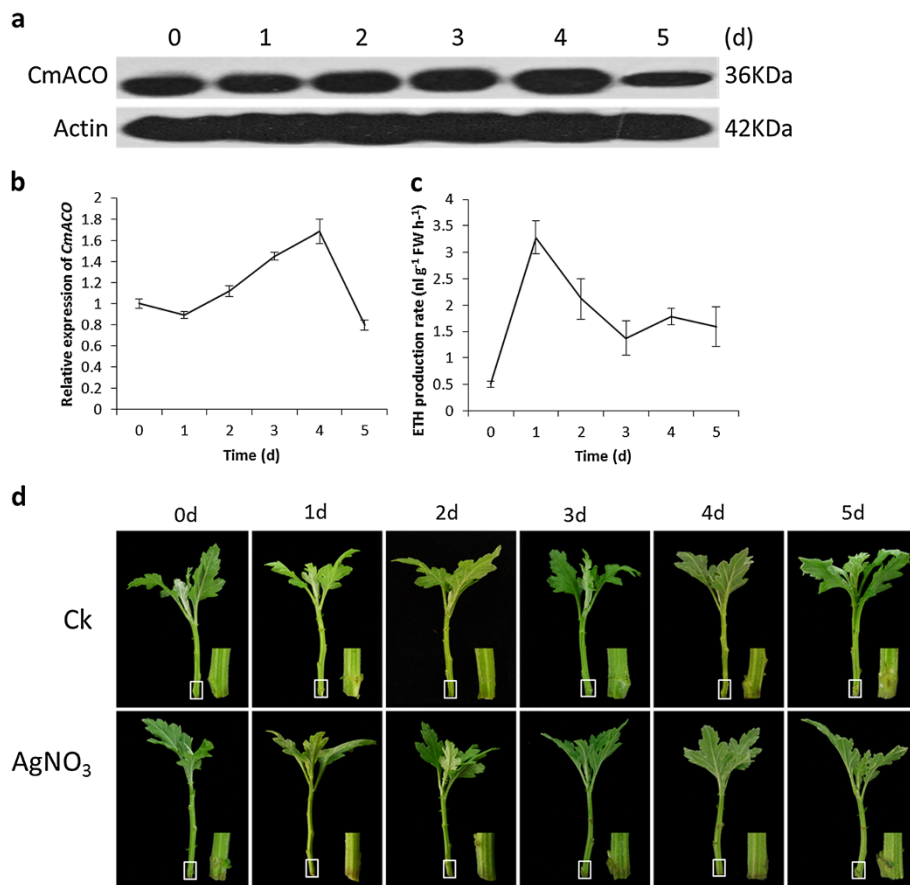 a
0 1 2 3 4 5 (d)
CmACO 36KDa
Actin 42KDa
b
Relative expression of CmACO
2
1.8
1.6
1.4
1.2
1
0.8
0.6
0.4
0.2
0
0 1 2 3 4 5
Time (d)
c
ETH production rate (nl g⁻¹ FW h⁻¹)
4
3.5
3
2.5
2
1.5
1
0.5
0
0 1 2 3 4 5
Time (d)
d
0d 1d 2d 3d 4d 5d
Ck
AgNO₃